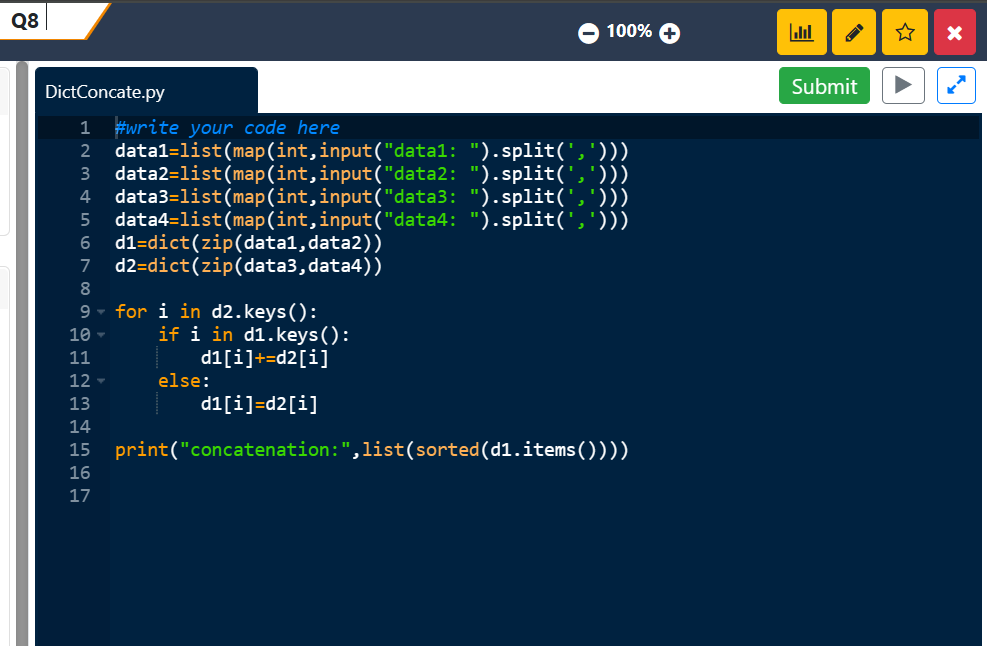 Q8
100%
DictConcate.py
Submit
1 #write your code here
2 data1=list(map(int,input("data1: ").split(',')))
3 data2=list(map(int,input("data2: ").split(',')))
4 data3=list(map(int,input("data3: ").split(',')))
5 data4=list(map(int,input("data4: ").split(',')))
6 d1=dict(zip(data1,data2))
7 d2=dict(zip(data3,data4))
8
9 for i in d2.keys():
10     if i in d1.keys():
11         d1[i]+=d2[i]
12     else:
13         d1[i]=d2[i]
14
15 print("concatenation:",list(sorted(d1.items())))
16
17